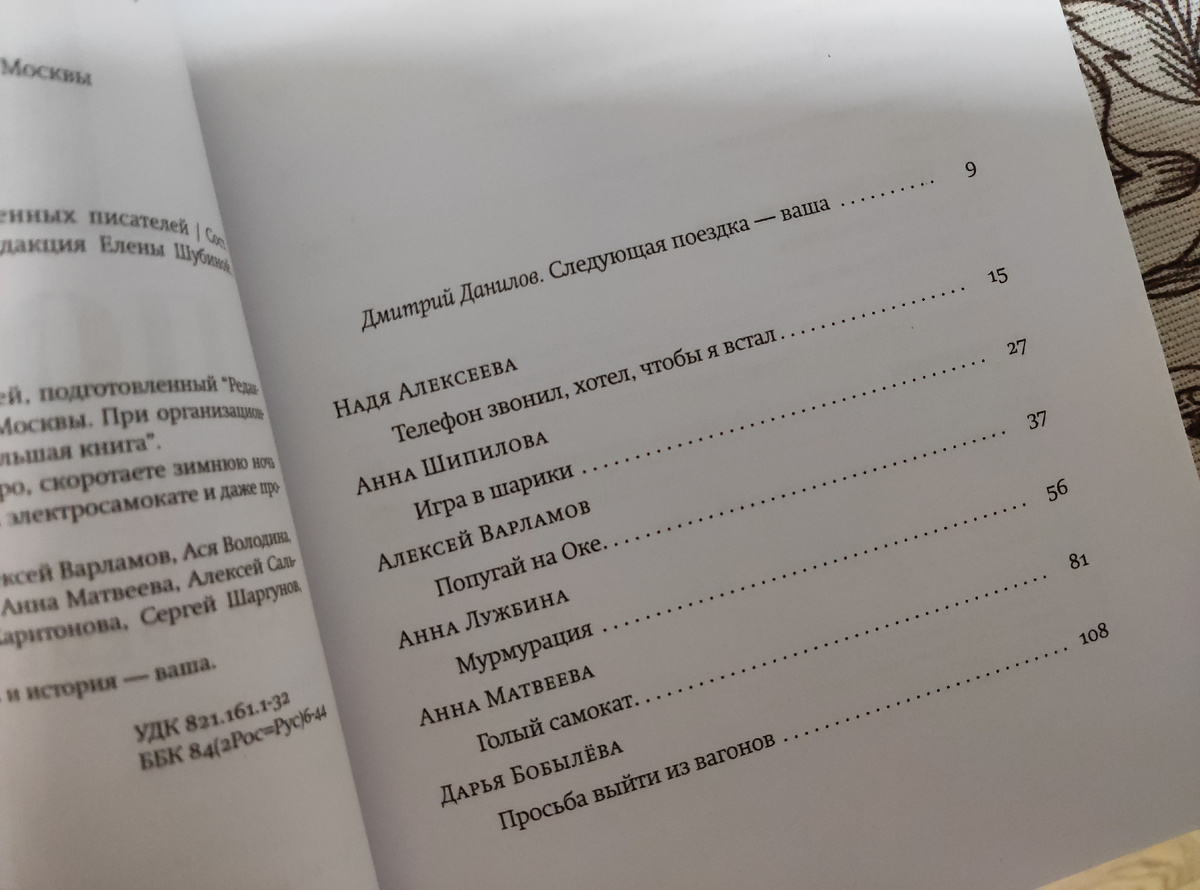 Москвы
енных писателей | Сост.
дакция Елены Шубиной.
ей, подготовленный “Редак-
Москвы. При организацион-
льшая книга”.
ро, скоротаете зимнюю ночь
электросамокате и даже про-
ксей Варламов, Ася Володина,
Анна Матвеева, Алексей Саль-
Харитонова, Сергей Шаргунов,
и история — ваша.
УДК 821.161.1-32
ББК 84(2Рос=Рус)6-44
Дмитрий Данилов. Следующая поездка — ваша .......... 9
Надя Алексеева
Телефон звонил, хотел, чтобы я встал .......... 15
Анна Шипилова
Игра в шарики .......... 27
Алексей Варламов
Попугай на Оке .......... 37
Анна Лужбина
Мурмурация .......... 56
Анна Матвеева
Голый самокат .......... 81
Дарья Бобылёва
Просьба выйти из вагонов .......... 108